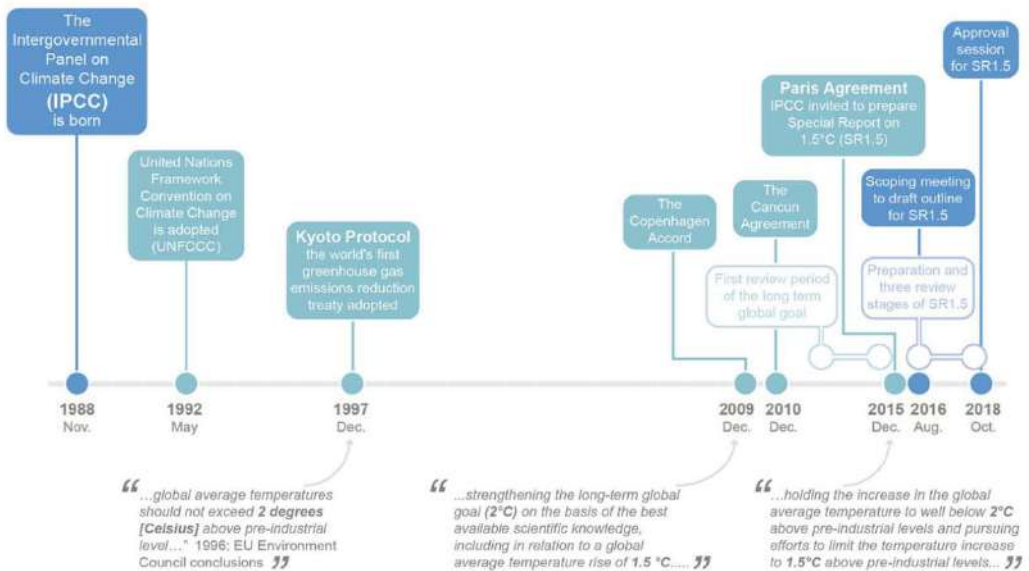 The
Intergovernmental
Panel on
Climate Change
(IPCC)
is born
United Nations
Framework
Convention on
Climate Change
is adopted
(UNFCCC)
Kyoto Protocol
the world's first
greenhouse gas
emissions reduction
treaty adopted
The
Copenhagen
Accord
The
Cancun
Agreement
First review period
of the long term
global goal
Paris Agreement
IPCC invited to prepare
Special Report on
1.5°C (SR1.5)
Scoping meeting
to draft outline
for SR1.5
Preparation and
three review
stages of SR1.5
Approval
session
for SR1.5
1988
Nov.
1992
May
1997
Dec.
2009
Dec.
2010
Dec.
2015
Dec.
2016
Aug.
2018
Oct.
“...global average temperatures
should not exceed 2 degrees
[Celsius] above pre-industrial
level..." 1996: EU Environment
Council conclusions ”
“...strengthening the long-term global
goal (2°C) on the basis of the best
available scientific knowledge,
including in relation to a global
average temperature rise of 1.5 °C..... ”
“...holding the increase in the global
average temperature to well below 2°C
above pre-industrial levels and pursuing
efforts to limit the temperature increase
to 1.5°C above pre-industrial levels... ”